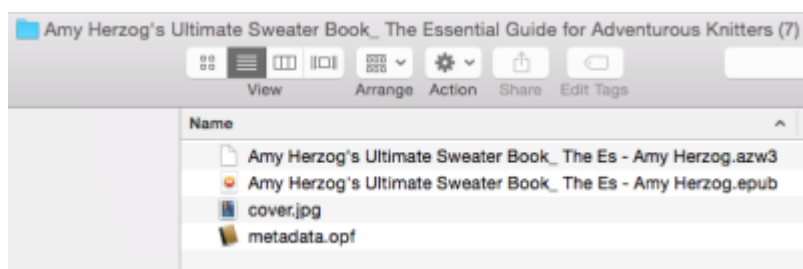 Amy Herzog's Ultimate Sweater Book_ The Essential Guide for Adventurous Knitters (7)
View Arrange Action Share Edit Tags
Name
Amy Herzog's Ultimate Sweater Book_ The Es - Amy Herzog.azw3
Amy Herzog's Ultimate Sweater Book_ The Es - Amy Herzog.epub
cover.jpg
metadata.opf